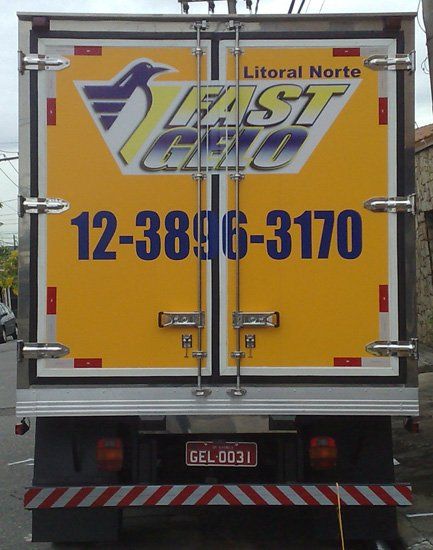 Litoral Norte
FAST
GELO
12-3896-3170
GEL-0031